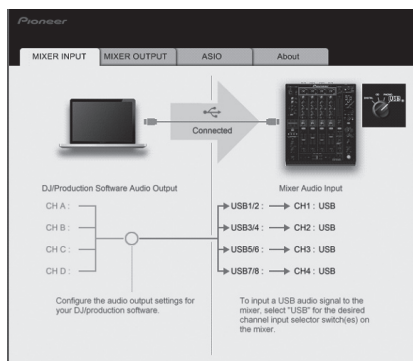 Pioneer
MIXER INPUT
MIXER OUTPUT
ASIO
About
Connected
DJ/Production Software Audio Output
Mixer Audio Input
CH A :
USB1/2 :
CH1 : USB
CH B :
USB3/4 :
CH2 : USB
CH C :
USB5/6 :
CH3 : USB
CH D :
USB7/8 :
CH4 : USB
Configure the audio output settings for
your DJ/production software.
To input a USB audio signal to the
mixer, select "USB" for the desired
channel input selector switch(es) on
the mixer.